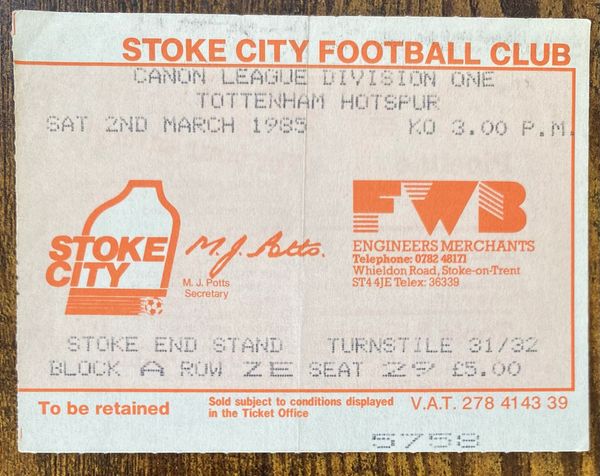 STOKE CITY FOOTBALL CLUB
CANON LEAGUE DIVISION ONE
TOTTENHAM HOTSPUR
SAT 2ND MARCH 1985 KO 3.00 P.M.
STOKE
CITY
M. J. Potts.
M. J. Potts
Secretary
FWB
ENGINEERS MERCHANTS
Telephone: 0782 48171
Whieldon Road, Stoke-on-Trent
ST4 4JE Telex: 36339
STOKE END STAND TURNSTILE 31/32
BLOCK A ROW ZE SEAT 29 £5.00
To be retained
Sold subject to conditions displayed
in the Ticket Office
V.A.T. 278 41 43 39